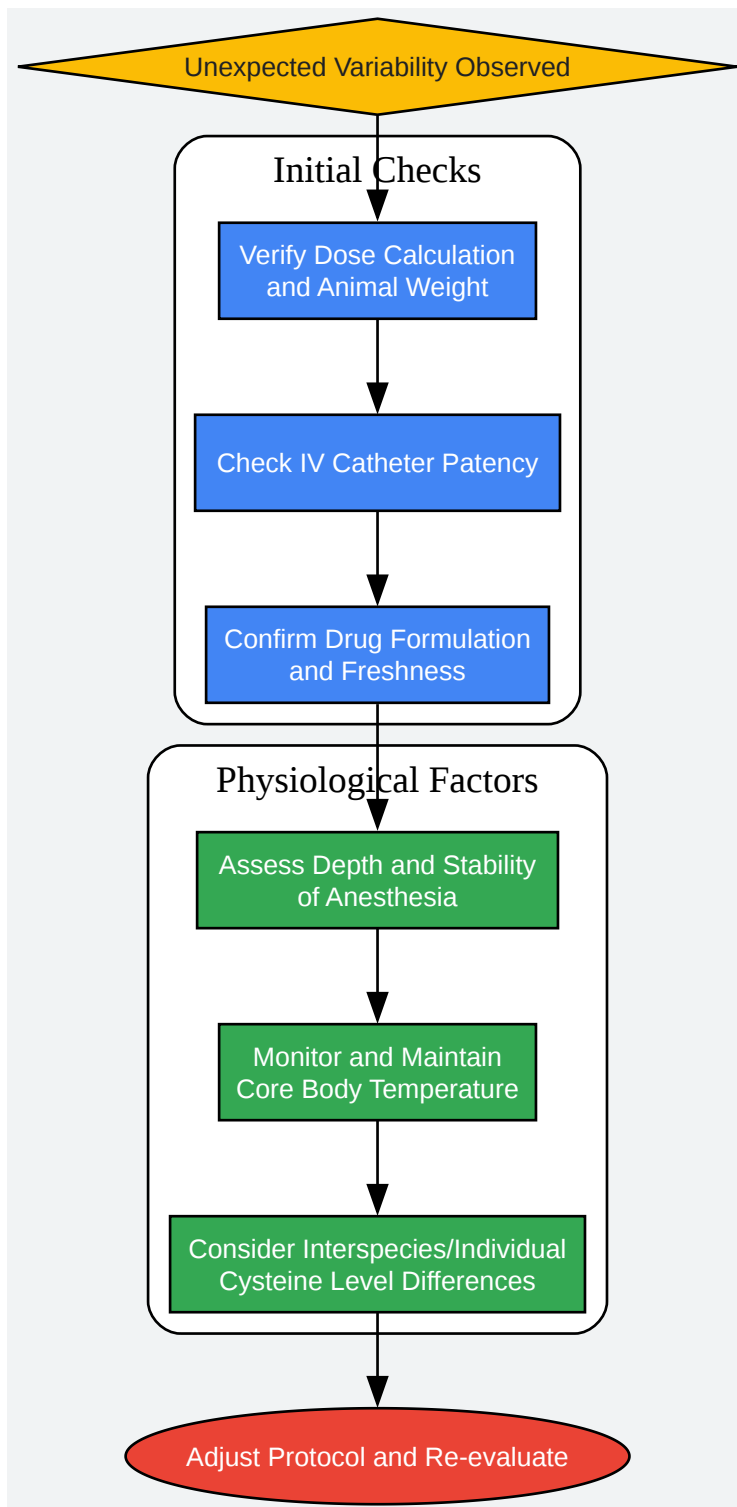 Unexpected Variability Observed
Initial Checks
Verify Dose Calculation
and Animal Weight
Check IV Catheter Patency
Confirm Drug Formulation
and Freshness
Physiological Factors
Assess Depth and Stability
of Anesthesia
Monitor and Maintain
Core Body Temperature
Consider Interspecies/Individual
Cysteine Level Differences
Adjust Protocol and Re-evaluate